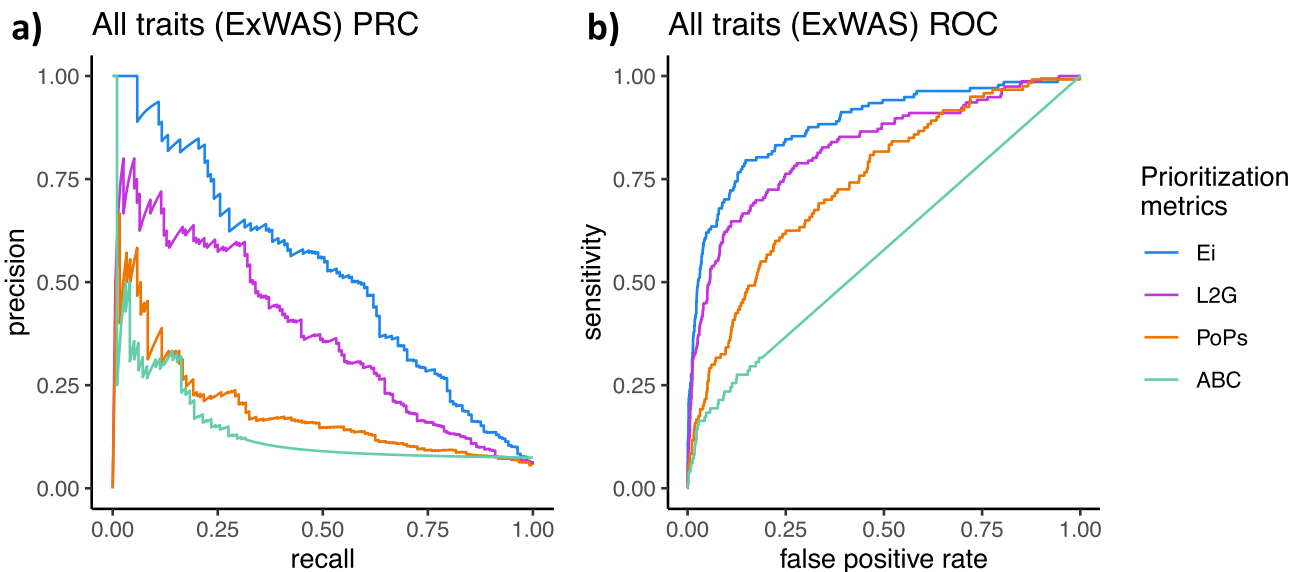 a) All traits (ExWAS) PRC
precision
1.00
0.75
0.50
0.25
0.00
0.00 0.25 0.50 0.75 1.00
recall
b) All traits (ExWAS) ROC
sensitivity
1.00
0.75
0.50
0.25
0.00
0.00 0.25 0.50 0.75 1.00
false positive rate
Prioritization
metrics
Ei
L2G
PoPs
ABC